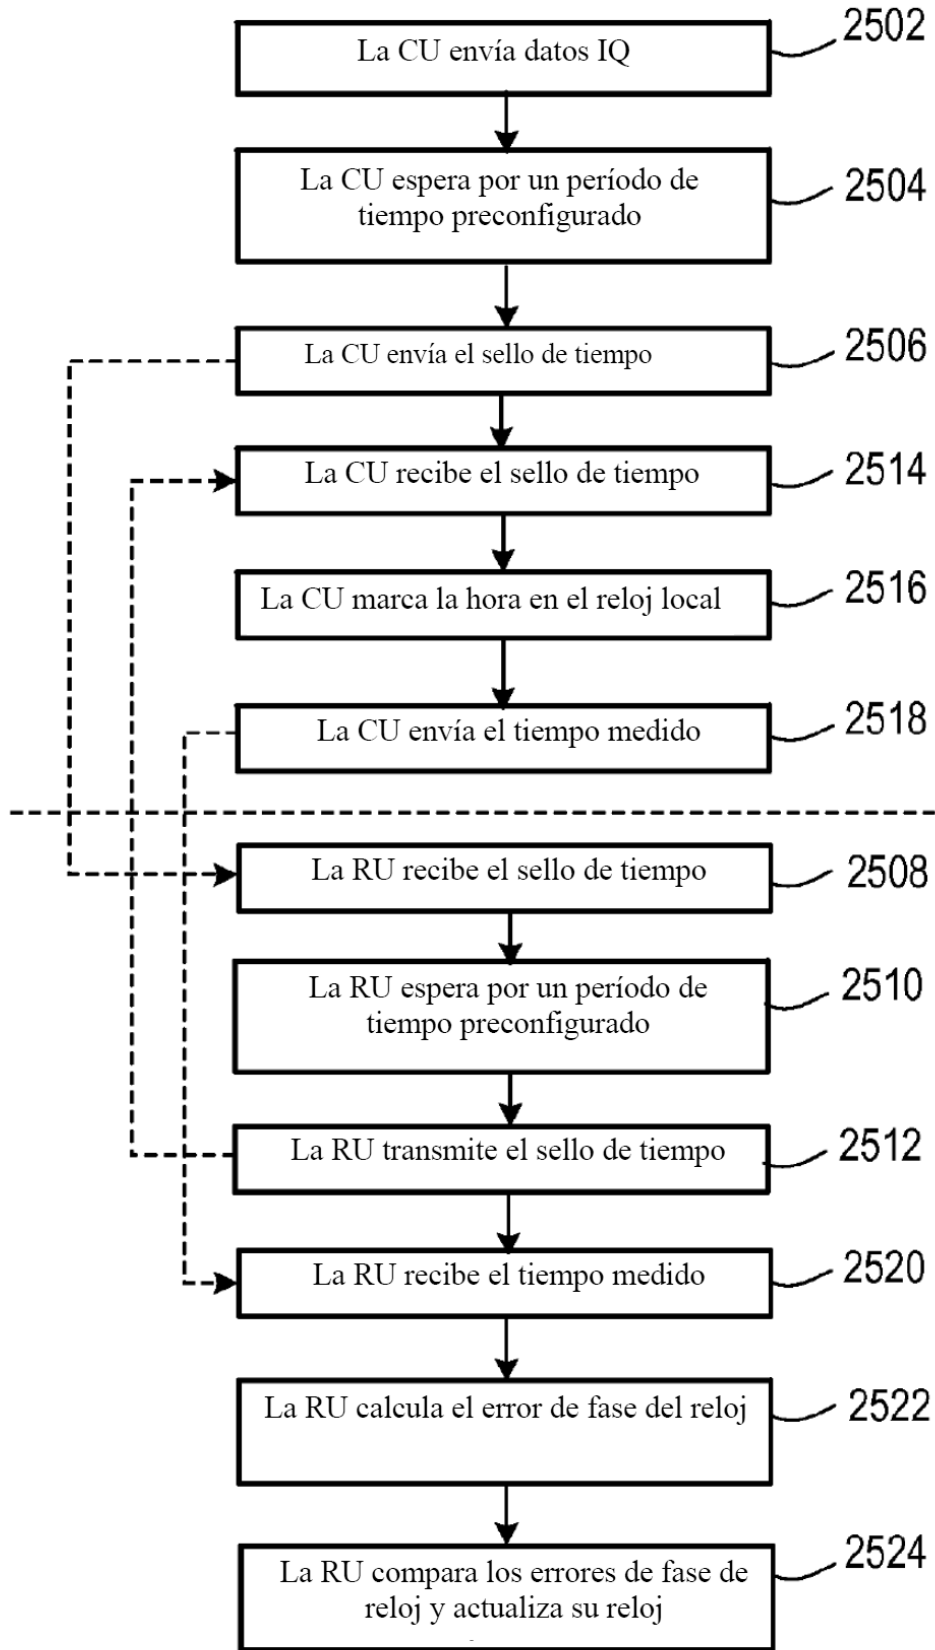 2502
La CU envía datos IQ
La CU espera por un período de
tiempo preconfigurado
2504
La CU envía el sello de tiempo
2506
La CU recibe el sello de tiempo
2514
La CU marca la hora en el reloj local
2516
La CU envía el tiempo medido
2518
La RU recibe el sello de tiempo
2508
La RU espera por un período de
tiempo preconfigurado
2510
La RU transmite el sello de tiempo
2512
La RU recibe el tiempo medido
2520
La RU calcula el error de fase del reloj
2522
La RU compara los errores de fase de
reloj y actualiza su reloj
2524